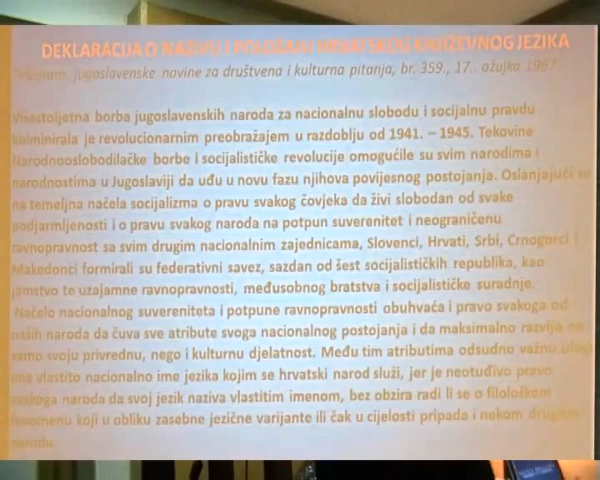 DEKLARACIJA O NAZIVU I POLOŽAJU HRVATSKOG KNJIŽEVNOG JEZIKA
Telegram, jugoslavenske novine za društvena i kulturna pitanja, br. 359., 17. ožujka 1967.
Višestoljetna borba jugoslavenskih naroda za nacionalnu slobodu i socijalnu pravdu
kulminirala je revolucionarnim preobražajem u razdoblju od 1941. – 1945. Tekovine
Narodnooslobodilačke borbe i socijalističke revolucije omogućile su svim narodima i
narodnostima u Jugoslaviji da uđu u novu fazu njihova povijesnog postojanja. Oslanjajući se
na temeljna načela socijalizma o pravu svakog čovjeka da živi slobodan od svake
podjarmljenosti i o pravu svakog naroda na potpun suverenitet i neograničenu
ravnopravnost sa svim drugim nacionalnim zajednicama, Slovenci, Hrvati, Srbi, Crnogorci i
Makedonci formirali su federativni savez, sazdan od šest socijalističkih republika, kao
jamstvo te uzajamne ravnopravnosti, međusobnog bratstva i socijalističke suradnje.
Načelo nacionalnog suvereniteta i potpune ravnopravnosti obuhvaća i pravo svakoga od
naših naroda da čuva sve atribute svoga nacionalnog postojanja i da maksimalno razvija ne
samo svoju privrednu, nego i kulturnu djelatnost. Među tim atributima odsudno važnu ulogu
ima vlastito nacionalno ime jezika kojim se hrvatski narod služi, jer je neotuđivo pravo
svakoga naroda da svoj jezik naziva vlastitim imenom, bez obzira radi li se o filološkom
fenomenu koji u obliku zasebne jezične varijante ili čak u cijelosti pripada i nekom drugom
narodu.